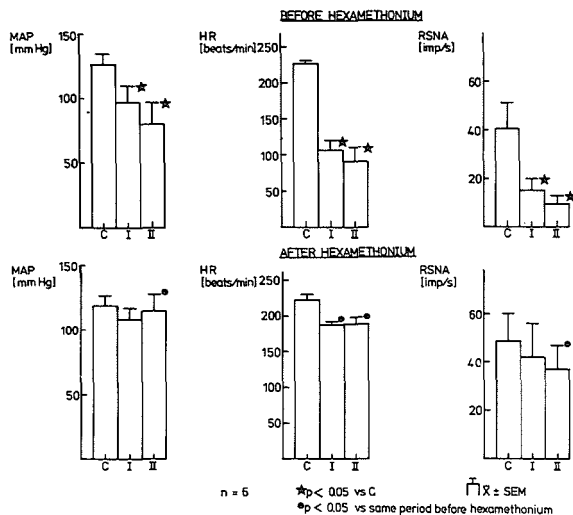 BEFORE HEXAMETHONIUM
MAP
[mm Hg]
150
100
50
C I II
HR
[beats/min]
250
200
150
100
50
C I II
RSNA
[imp/s]
60
40
20
C I II
AFTER HEXAMETHONIUM
MAP
[mm Hg]
150
100
50
C I II
HR
[beats/min]
250
200
150
100
50
C I II
RSNA
[imp/s]
60
40
20
C I II
n = 6
★p < 0.05 vs C
x̄ ± SEM
●p < 0.05 vs same period before hexamethonium